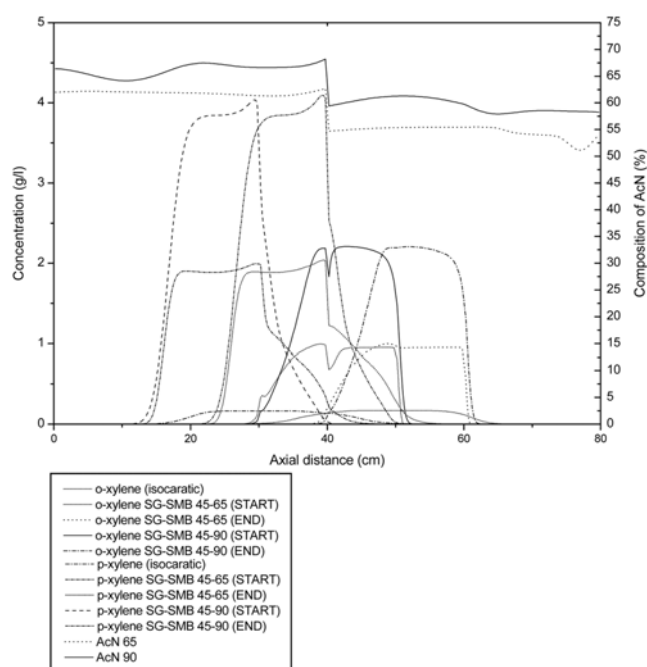 5
4
3
2
1
0
Concentration (g/l)
75
70
65
60
55
50
45
40
35
30
25
20
15
10
5
0
Composition of AcN (%)
0
20
40
60
80
Axial distance (cm)
o-xylene (isocaratic)
o-xylene SG-SMB 45-65 (START)
o-xylene SG-SMB 45-65 (END)
o-xylene SG-SMB 45-90 (START)
o-xylene SG-SMB 45-90 (END)
p-xylene (isocaratic)
p-xylene SG-SMB 45-65 (START)
p-xylene SG-SMB 45-65 (END)
p-xylene SG-SMB 45-90 (START)
p-xylene SG-SMB 45-90 (END)
AcN 65
AcN 90